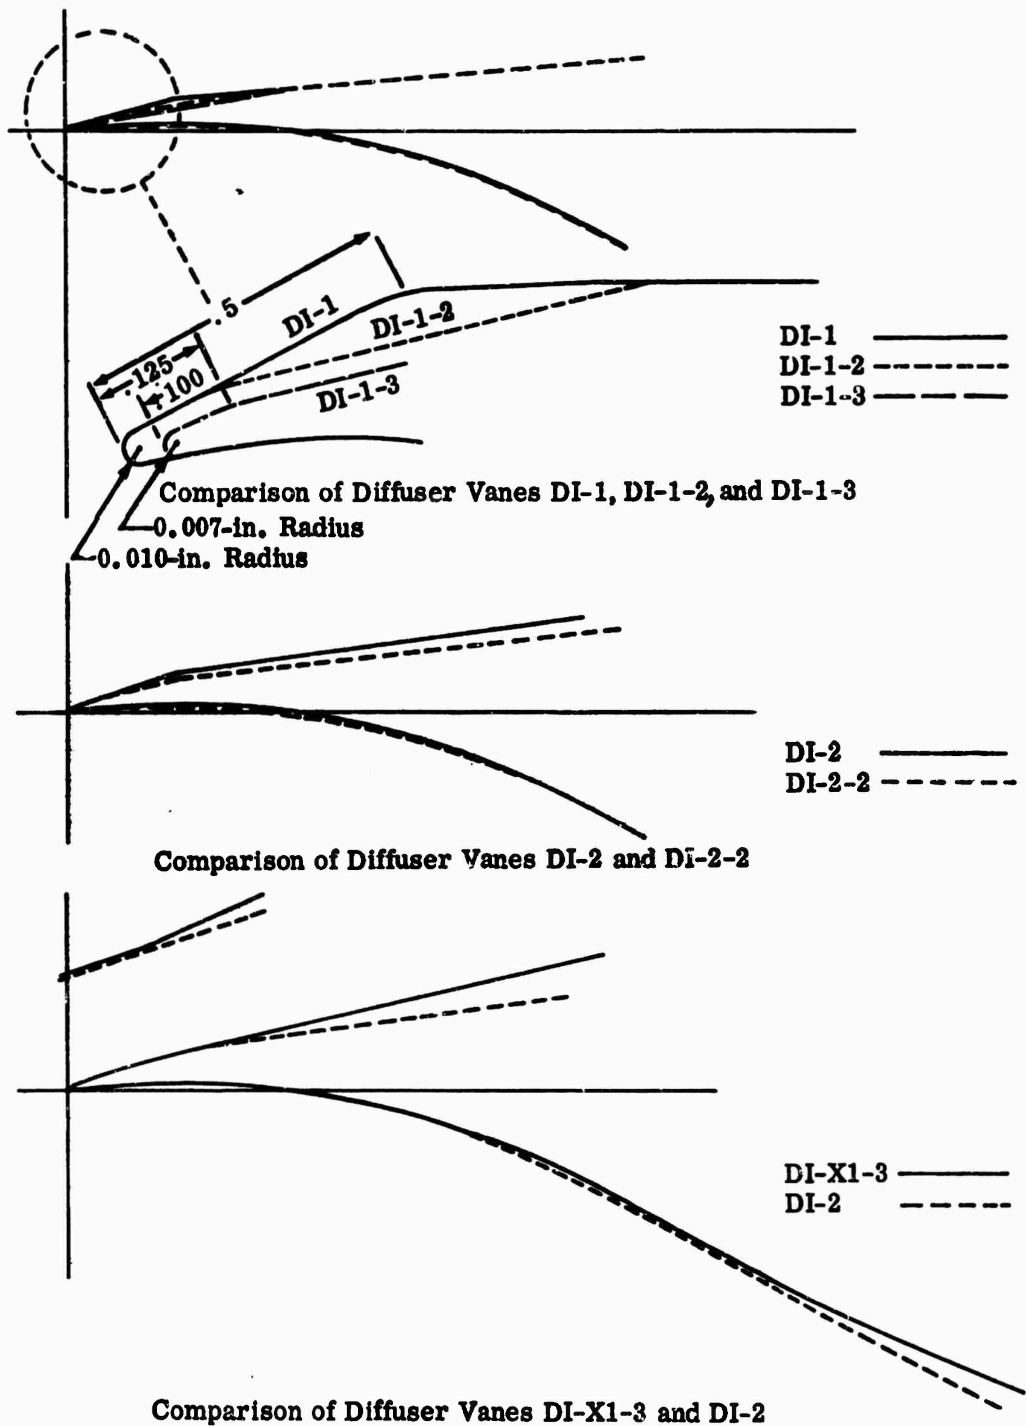 .5
DI-1
DI-1-2
.125
.100
DI-1-3
DI-1
DI-1-2
DI-1-3
Comparison of Diffuser Vanes DI-1, DI-1-2, and DI-1-3
0.007-in. Radius
0.010-in. Radius
DI-2
DI-2-2
Comparison of Diffuser Vanes DI-2 and DI-2-2
DI-X1-3
DI-2
Comparison of Diffuser Vanes DI-X1-3 and DI-2